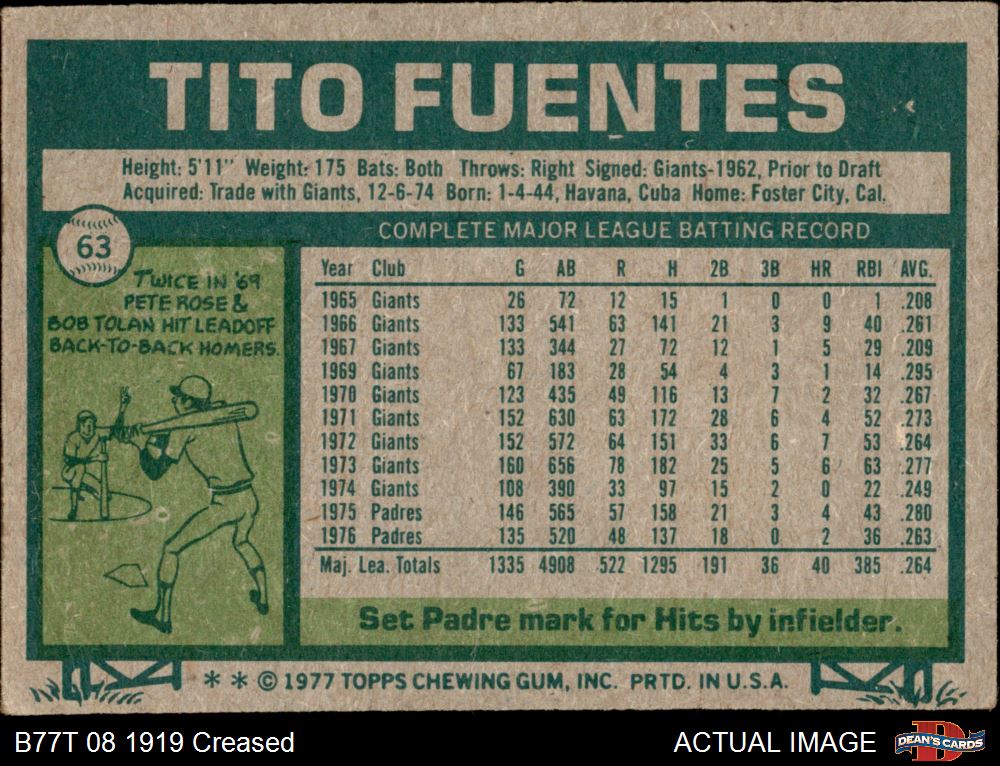 TITO FUENTES
Height: 5'11" Weight: 175 Bats: Both Throws: Right Signed: Giants-1962, Prior to Draft
Acquired: Trade with Giants, 12-6-74 Born: 1-4-44, Havana, Cuba Home: Foster City, Cal.
63
TWICE IN '69
PETE ROSE &
BOB TOLAN HIT LEADOFF
BACK-TO-BACK HOMERS.
COMPLETE MAJOR LEAGUE BATTING RECORD
Year Club G AB R H 2B 3B HR RBI AVG.
1965 Giants 26 72 12 15 1 0 0 1 .208
1966 Giants 133 541 63 141 21 3 9 40 .261
1967 Giants 133 344 27 72 12 1 5 29 .209
1969 Giants 67 183 28 54 4 3 1 14 .295
1970 Giants 123 435 49 116 13 7 2 32 .267
1971 Giants 152 630 63 172 28 6 4 52 .273
1972 Giants 152 572 64 151 33 6 7 53 .264
1973 Giants 160 656 78 182 25 5 6 63 .277
1974 Giants 108 390 33 97 15 2 0 22 .249
1975 Padres 146 565 57 158 21 3 4 43 .280
1976 Padres 135 520 48 137 18 0 2 36 .263
Maj. Lea. Totals 1335 4908 522 1295 191 36 40 385 .264
Set Padre mark for Hits by infielder.
* * © 1977 TOPPS CHEWING GUM, INC. PRTD. IN U.S.A.
B77T 08 1919 Creased
ACTUAL IMAGE
DEAN'S CARDS